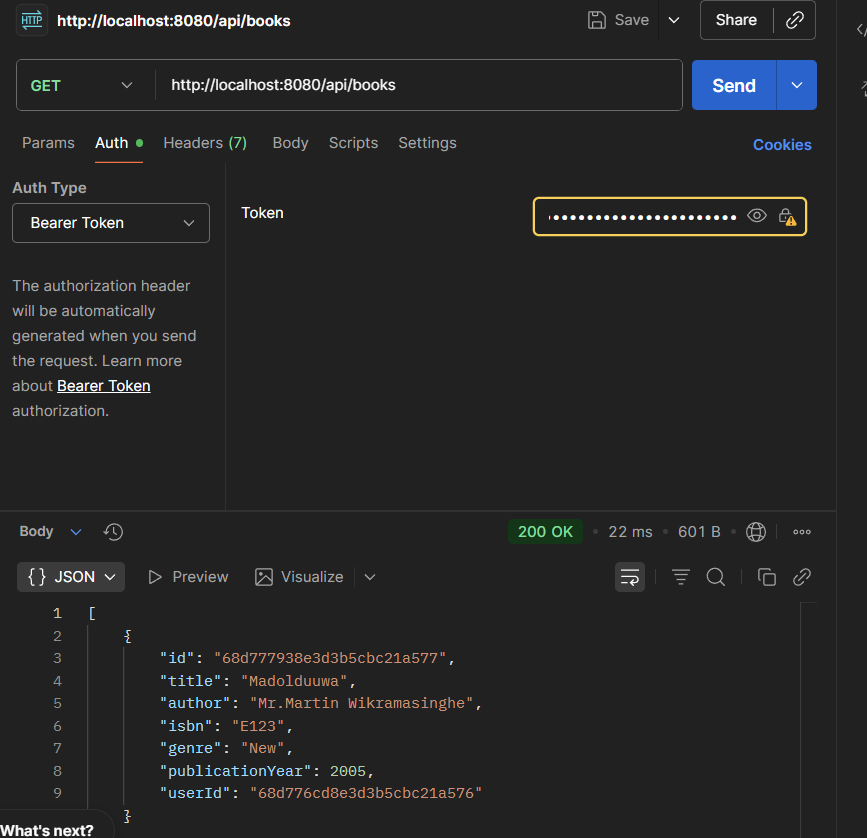 HTTP http://localhost:8080/api/books Save Share
GET http://localhost:8080/api/books Send
Params Auth Headers (7) Body Scripts Settings Cookies
Auth Type
Bearer Token
Token
The authorization header
will be automatically
generated when you send
the request. Learn more
about Bearer Token
authorization.
Body 200 OK • 22 ms • 601 B •
{} JSON Preview Visualize
1 [
2 {
3 "id": "68d777938e3d3b5cbc21a577",
4 "title": "Madolduuwa",
5 "author": "Mr.Martin Wikramasinghe",
6 "isbn": "E123",
7 "genre": "New",
8 "publicationYear": 2005,
9 "userId": "68d776cd8e3d3b5cbc21a576"
}
What's next?